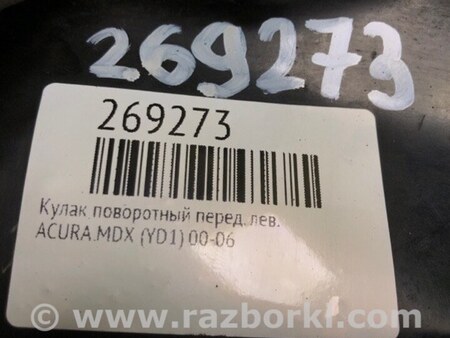 269273
269273
Кулак поворотный перед. лев.
ACURA.MDX (YD1) 00-06
© www.razborki.com